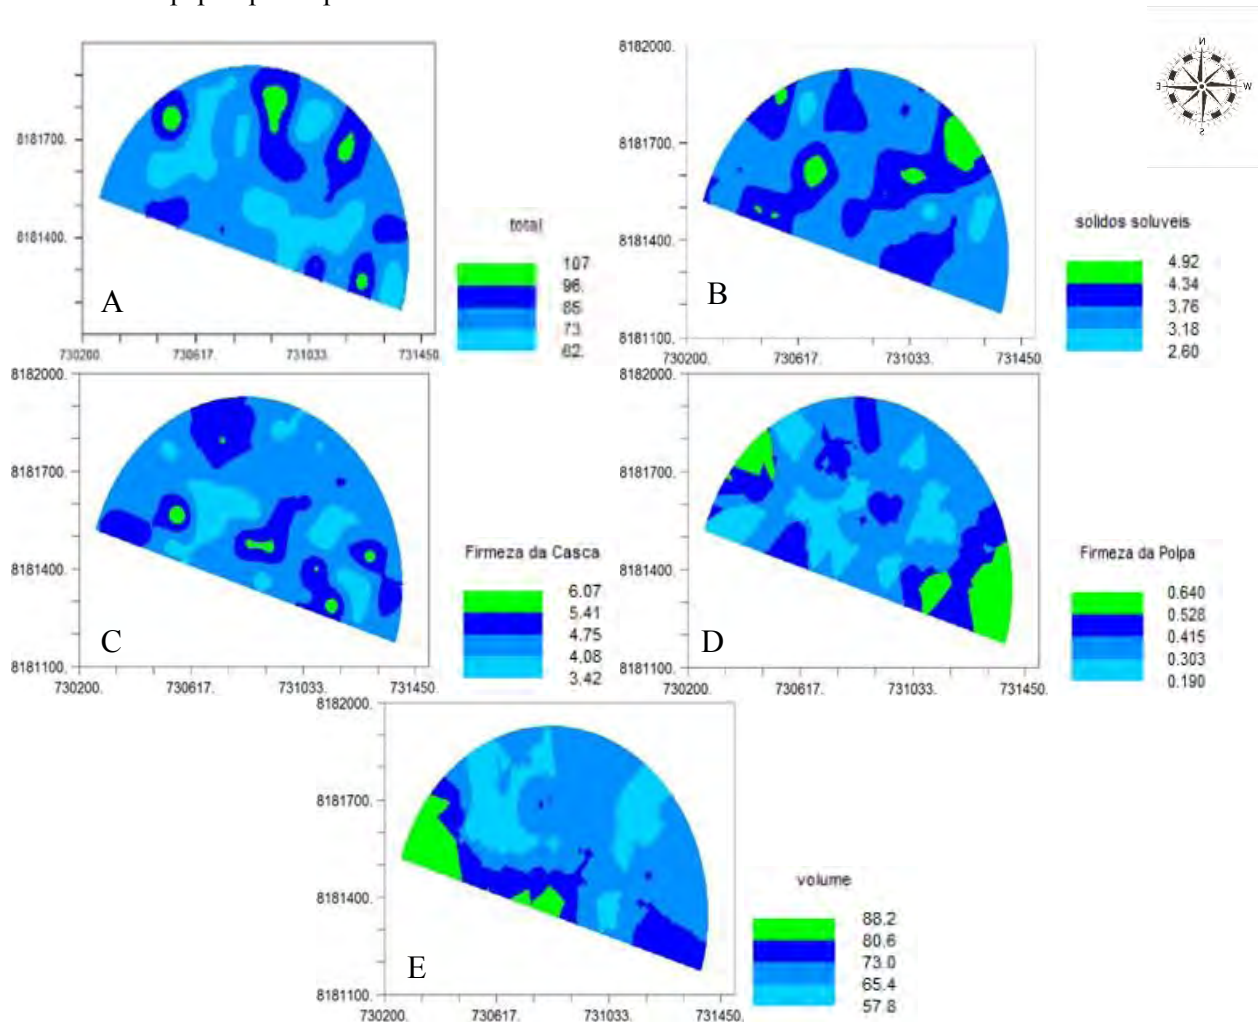 8182000.
8181700.
8181400.
8181100.
730200. 730617. 731033. 731450.
B
solidos soluveis
4.92
4.34
3.76
3.18
2.60
N
W
S
E
8181700.
8181400.
730200. 730617. 731033. 731450.
A
total
107
96.
85
73
62.
8182000.
8181700.
8181400.
8181100.
730200. 730617. 731033. 731450.
C
Firmeza da Casca
6.07
5.41
4.75
4.08
3.42
8182000.
8181700.
8181400.
8181100.
730200. 730617. 731033. 731450.
D
Firmeza da Polpa
0.640
0.528
0.415
0.303
0.190
8182000.
8181700.
8181400.
8181100.
730200. 730617. 731033. 731450.
E
volume
88.2
80.6
73.0
65.4
57.8